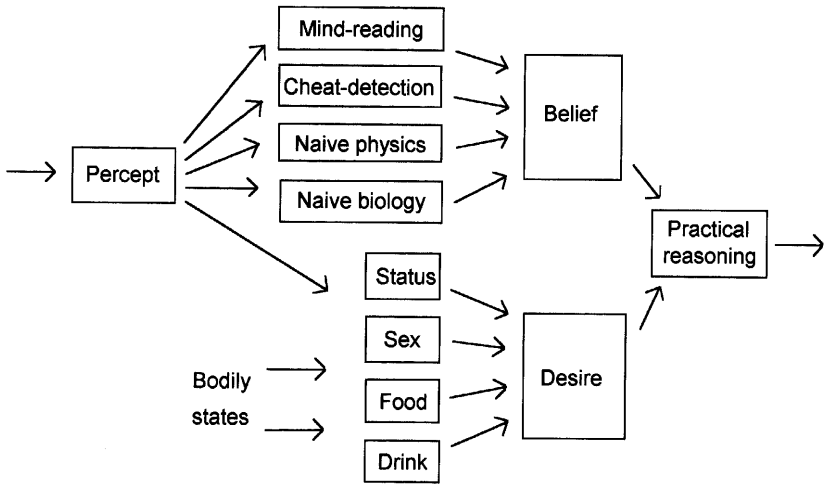 Mind-reading
Cheat-detection
Naive physics
Naive biology
Percept
Belief
Practical
reasoning
Status
Sex
Food
Drink
Bodily
states
Desire